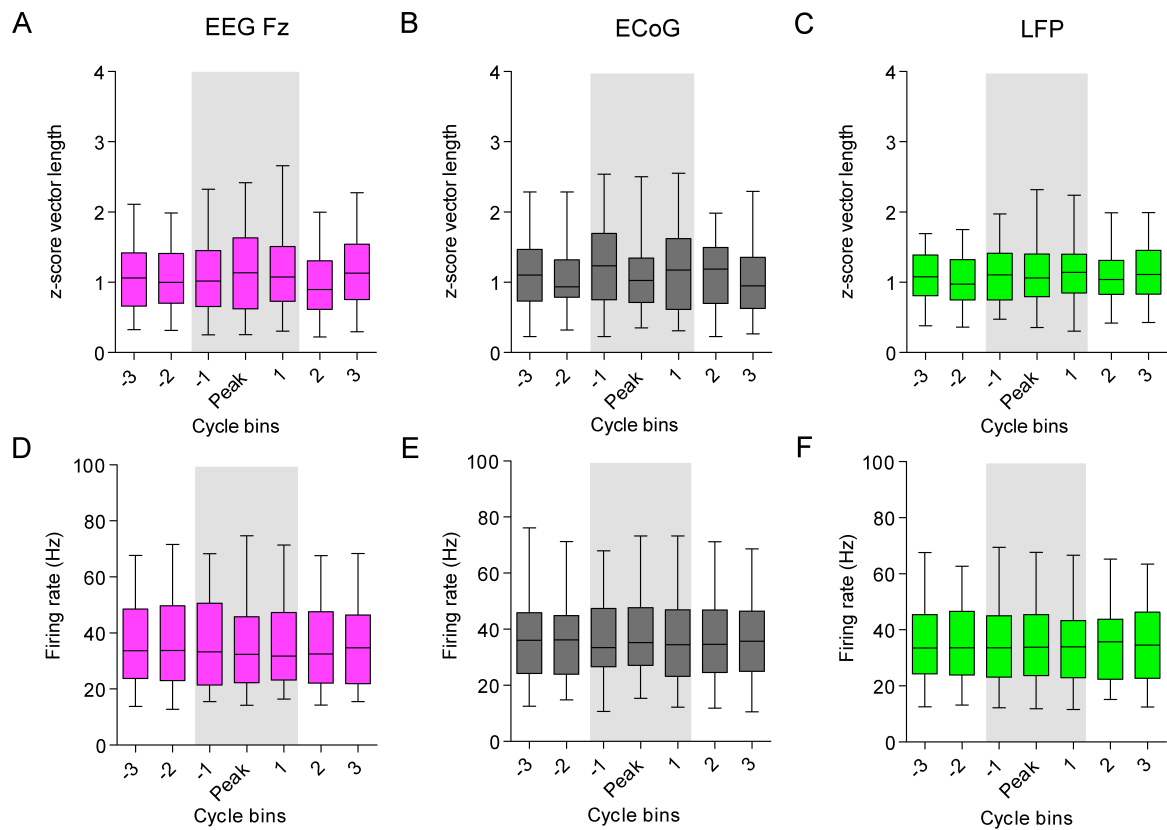 A
EEG Fz
z-score vector length
4
3
2
1
0
-3
-2
-1
Peak
1
2
3
Cycle bins
B
ECoG
z-score vector length
4
3
2
1
0
-3
-2
-1
Peak
1
2
3
Cycle bins
C
LFP
z-score vector length
4
3
2
1
0
-3
-2
-1
Peak
1
2
3
Cycle bins
D
Firing rate (Hz)
100
80
60
40
20
0
-3
-2
-1
Peak
1
2
3
Cycle bins
E
Firing rate (Hz)
100
80
60
40
20
0
-3
-2
-1
Peak
1
2
3
Cycle bins
F
Firing rate (Hz)
100
80
60
40
20
0
-3
-2
-1
Peak
1
2
3
Cycle bins